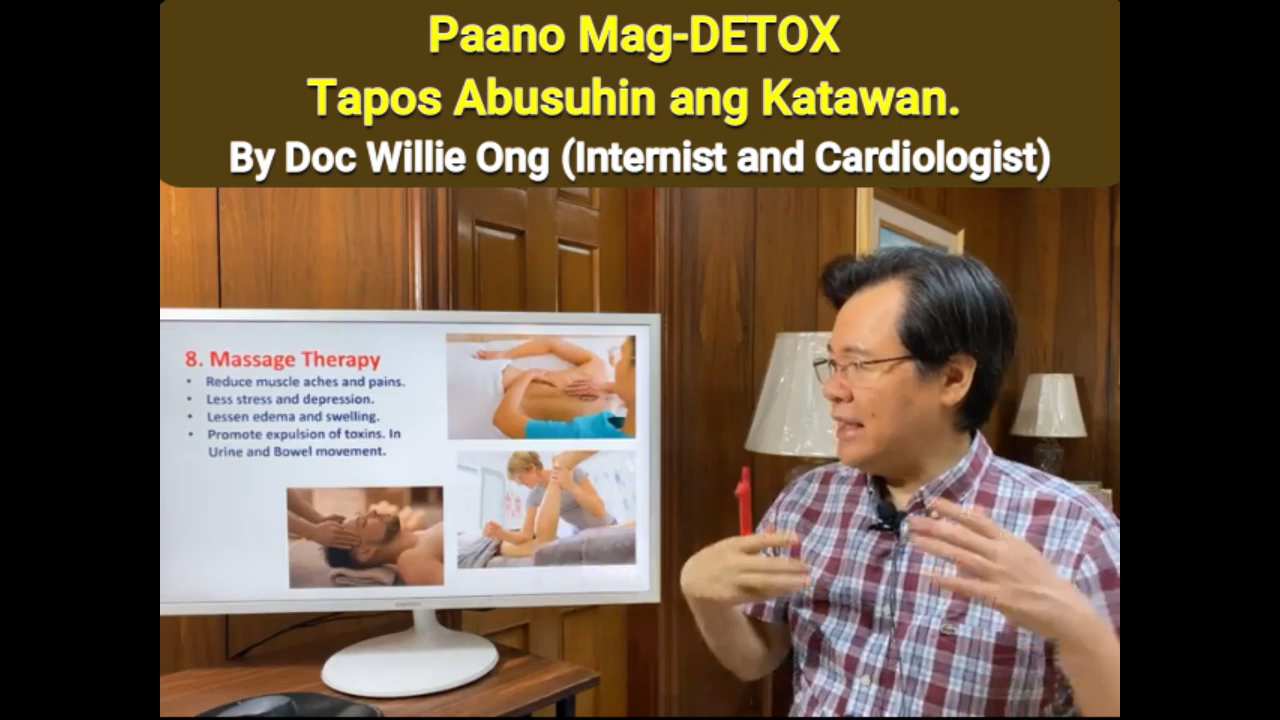 Paano Mag-DETOX
Tapos Abusuhin ang Katawan.
By Doc Willie Ong (Internist and Cardiologist)
8. Massage Therapy
• Reduce muscle aches and pains.
• Less stress and depression.
• Lessen edema and swelling.
• Promote expulsion of toxins. In
Urine and Bowel movement.